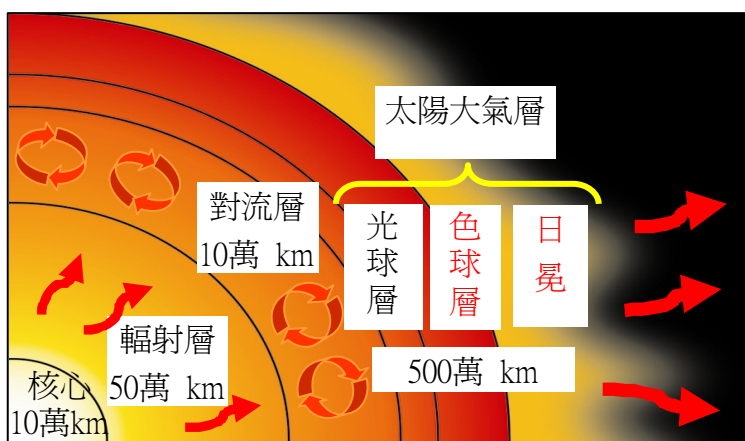 太陽大氣層
對流層
10萬 km
光球層
色球層
日冕
輻射層
50萬 km
500萬 km
核心
10萬km